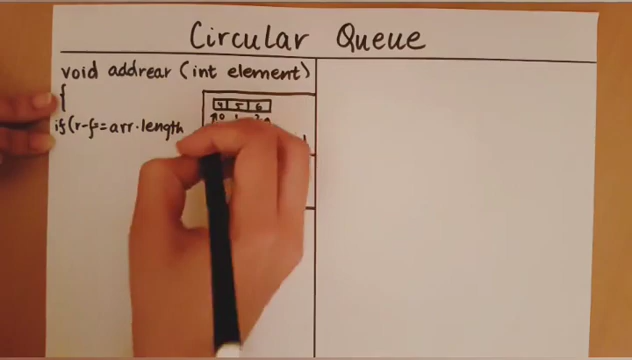 Circular Queue
void addrear (int element)
{
if(r-f==arr.length
4 5 6